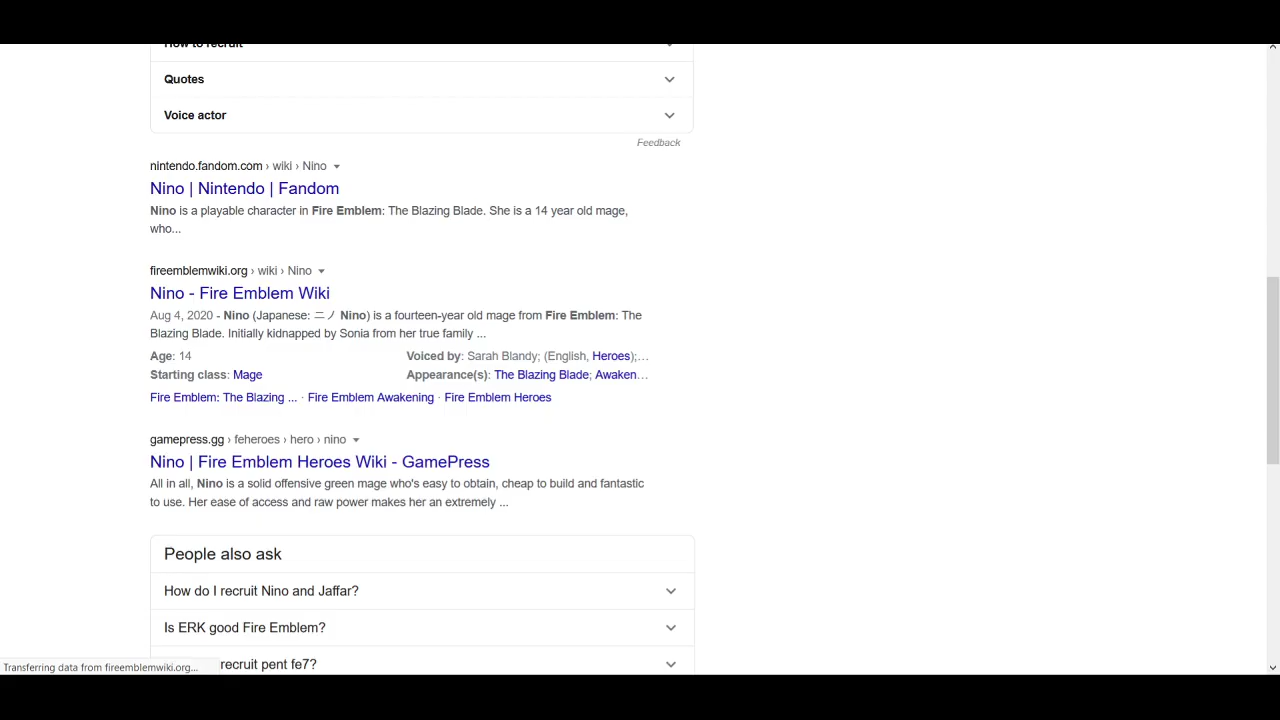 How to recruit
Quotes
Voice actor
Feedback
nintendo.fandom.com › wiki › Nino
Nino | Nintendo | Fandom
Nino is a playable character in Fire Emblem: The Blazing Blade. She is a 14 year old mage,
who...
fireemblemwiki.org › wiki › Nino
Nino - Fire Emblem Wiki
Aug 4, 2020 - Nino (Japanese: ニノ Nino) is a fourteen-year old mage from Fire Emblem: The
Blazing Blade. Initially kidnapped by Sonia from her true family ...
Age: 14 Voiced by: Sarah Blandy; (English, Heroes);...
Starting class: Mage Appearance(s): The Blazing Blade; Awaken...
Fire Emblem: The Blazing ... · Fire Emblem Awakening · Fire Emblem Heroes
gamepress.gg › feheroes › hero › nino
Nino | Fire Emblem Heroes Wiki - GamePress
All in all, Nino is a solid offensive green mage who's easy to obtain, cheap to build and fantastic
to use. Her ease of access and raw power makes her an extremely ...
People also ask
How do I recruit Nino and Jaffar?
Is ERK good Fire Emblem?
recruit pent fe7?
Transferring data from fireemblemwiki.org...